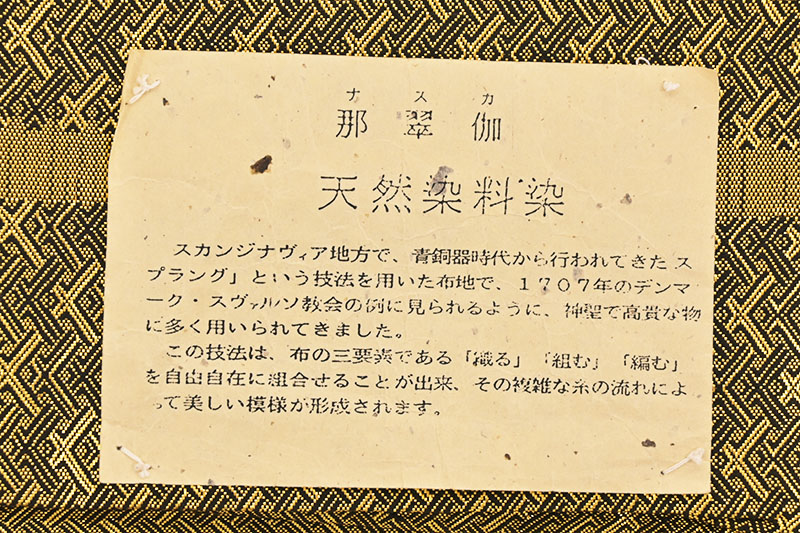 ナスカ
那翠伽
天然染料染
スカンジナヴィア地方で、青銅器時代から行われてきたス
プラング」という技法を用いた布地で、1707年のデンマ
ーク・スヴァルソ教会の例に見られるように、神聖で高貴な物
に多く用いられてきました。
この技法は、布の三要素である「織る」「組む」「編む」
を自由自在に組合せることが出来、その複雑な糸の流れによ
って美しい模様が形成されます。